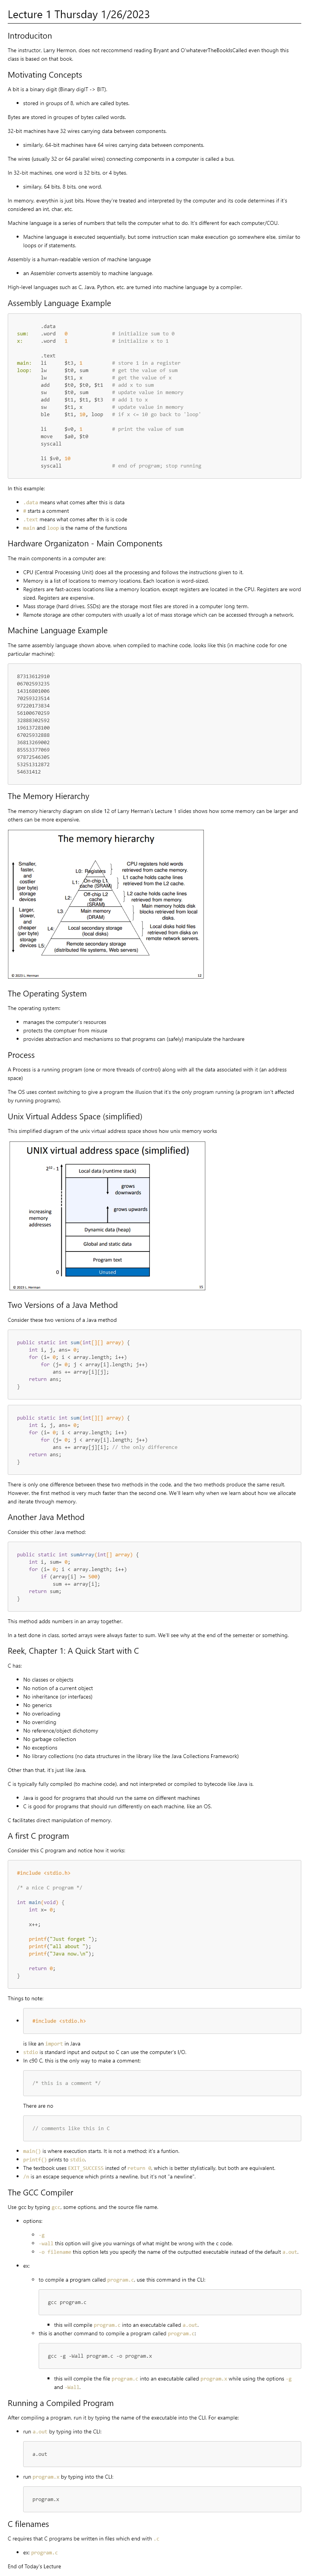 Lecture 1 Thursday 1/26/2023
Introduciton
The instructor, Larry Hermon, does not reccommend reading Bryant and O'whateverTheBookIsCalled even though this
class is based on that book.
Motivating Concepts
A bit is a binary digit (Binary digIT -> BIT).
stored in groups of 8, which are called bytes.
Bytes are stored in groupes of bytes called words.
32-bit machines have 32 wires carrying data between components.
similarly, 64-bit machines have 64 wires carrying data between components.
The wires (usually 32 or 64 parallel wires) connecting components in a computer is called a bus.
In 32-bit machines, one word is 32 bits, or 4 bytes.
similary, 64 bits, 8 bits, one word.
In memory, everythin is just bits. Howe they're treated and interpreted by the computer and its code determines if it's
considered an int, char, etc.
Machine language is a series of numbers that tells the computer what to do. It's different for each computer/COU.
Machine language is executed sequentially, but some instruction scan make execution go somewhere else, similar to
loops or if statements.
Assembly is a human-readable version of machine language
an Assembler converts assembly to machine language.
High-level languages such as C, Java, Python, etc. are turned into machine language by a compiler.
Assembly Language Example
.data
sum: .word 0 # initialize sum to 0
x: .word 1 # initialize x to 1
.text
main: li $t3, 1 # store 1 in a register
loop: lw $t0, sum # get the value of sum
lw $t1, x # get the value of x
add $t0, $t0, $t1 # add x to sum
sw $t0, sum # update value in memory
add $t1, $t1, $t3 # add 1 to x
sw $t1, x # update value in memory
ble $t1, 10, loop # if x <= 10 go back to 'loop'
li $v0, 1 # print the value of sum
move $a0, $t0
syscall
li $v0, 10
syscall # end of program; stop running
In this example:
.data means what comes after this is data
# starts a comment
.text means what comes after th is is code
main and loop is the name of the functions
Hardware Organizaton - Main Components
The main components in a computer are:
CPU (Central Processing Unit) does all the processing and follows the instructions given to it.
Memory is a list of locations to memory locations. Each location is word-sized.
Registers are fast-access locations like a memory location, except registers are located in the CPU. Registers are word
sized. Registers are expensive.
Mass storage (hard drives, SSDs) are the storage most files are stored in a computer long term.
Remote storage are other computers with usually a lot of mass storage which can be accessed through a network.
Machine Language Example
The same assembly language shown above, when compiled to machine code, looks like this (in machine code for one
particular machine):
87313612910
06702593235
14316801006
70259323514
97220173834
56100670259
32888302592
19613728100
67025932888
36813269002
85553377069
97872546305
53251312872
54631412
The Memory Hierarchy
The memory hirarchy diagram on slide 12 of Larry Herman's Lecture 1 slides shows how some memory can be larger and
others can be more expensive.
The memory hierarchy
Smaller,
faster,
and
costlier
(per byte)
storage
devices
Larger,
slower,
and
cheaper
(per byte)
storage
devices
L0: Registers
L1: On-chip L1
cache (SRAM)
L2: Off-chip L2
cache
(SRAM)
L3: Main memory
(DRAM)
L4: Local secondary storage
(local disks)
L5: Remote secondary storage
(distributed file systems, Web servers)
CPU registers hold words
retrieved from cache memory.
L1 cache holds cache lines
retrieved from the L2 cache.
L2 cache holds cache lines
retrieved from memory.
Main memory holds disk
blocks retrieved from local
disks.
Local disks hold files
retrieved from disks on
remote network servers.
© 2023 L. Herman 12
The Operating System
The operating system:
manages the computer's resources
protects the comptuer from misuse
provides abstraction and mechanisms so that programs can (safely) manipulate the hardware
Process
A Process is a running program (one or more threads of control) along with all the data associated with it (an address
space)
The OS uses context switching to give a program the illusion that it's the only program running (a program isn't affected
by running programs).
Unix Virtual Addess Space (simplified)
This simplified diagram of the unix virtual address space shows how unix memory works
UNIX virtual address space (simplified)
2³² - 1
Local data (runtime stack)
grows
downwards
grows upwards
increasing
memory
addresses
Dynamic data (heap)
Global and static data
Program text
0
Unused
© 2023 L. Herman
Two Versions of a Java Method
Consider these two versions of a Java method
public static int sum(int[][] array) {
int i, j, ans= 0;
for (i= 0; i < array.length; i++)
for (j= 0; j < array[i].length; j++)
ans += array[i][j];
return ans;
}
public static int sum(int[][] array) {
int i, j, ans= 0;
for (i= 0; i < array.length; i++)
for (j= 0; j < array[i].length; j++)
ans += array[j][i]; // the only difference
return ans;
}
There is only one difference between these two methods in the code, and the two methods produce the same result.
However, the first method is very much faster than the second one. We'll learn why when we learn about how we allocate
and iterate through memory.
Another Java Method
Consider this other Java method:
public static int sumArray(int[] array) {
int i, sum= 0;
for (i= 0; i < array.length; i++)
if (array[i] >= 500)
sum += array[i];
return sum;
}
This method adds numbers in an array together.
In a test done in class, sorted arrays were always faster to sum. We'll see why at the end of the semester or something.
Reek, Chapter 1: A Quick Start with C
C has:
No classes or objects
No notion of a current object
No inheritance (or interfaces)
No generics
No overloading
No overriding
No reference/object dichotomy
No garbage collection
No exceptions
No library collections (no data structures in the library like the Java Collections Framework)
Other than that, it's just like Java.
C is typically fully compiled (to machine code), and not interpreted or compiled to bytecode like Java is.
Java is good for programs that should run the same on different machines
C is good for programs that should run differently on each machine, like an OS.
C facilitates direct manipulation of memory.
A first C program
Consider this C program and notice how it works:
#include <stdio.h>
/* a nice C program */
int main(void) {
int x= 0;
x++;
printf("Just forget ");
printf("all about ");
printf("Java now.\n");
return 0;
}
Things to note:
#include <stdio.h>
is like an import in Java
stdio is standard input and output so C can use the computer's I/O.
In c90 C, this is the only way to make a comment:
/* this is a comment */
There are no
// comments like this in C
main() is where execution starts. It is not a method: it's a funtion.
printf() prints to stdio.
The textbook uses EXIT_SUCCESS insted of return 0, which is better stylistically, but both are equivalent.
/n is an escape sequence which prints a newline, but it's not "a newline".
The GCC Compiler
Use gcc by typing gcc, some options, and the source file name.
options:
-g
-wall this option will give you warnings of what might be wrong with the c code.
-o filename this option lets you specify the name of the outputted executable instead of the default a.out.
ex:
to compile a program called program.c, use this command in the CLI:
gcc program.c
this will compile program.c into an executable called a.out.
this is another command to compile a program called program.c:
gcc -g -Wall program.c -o program.x
this will compile the file program.c into an executable called program.x while using the options -g
and -Wall.
Running a Compiled Program
After compiling a program, run it by typing the name of the executable into the CLI. For example:
run a.out by typing into the CLI:
a.out
run program.x by typing into the CLI:
program.x
C filenames
C requires that C programs be written in files which end with .c
ex: program.c
End of Today's Lecture